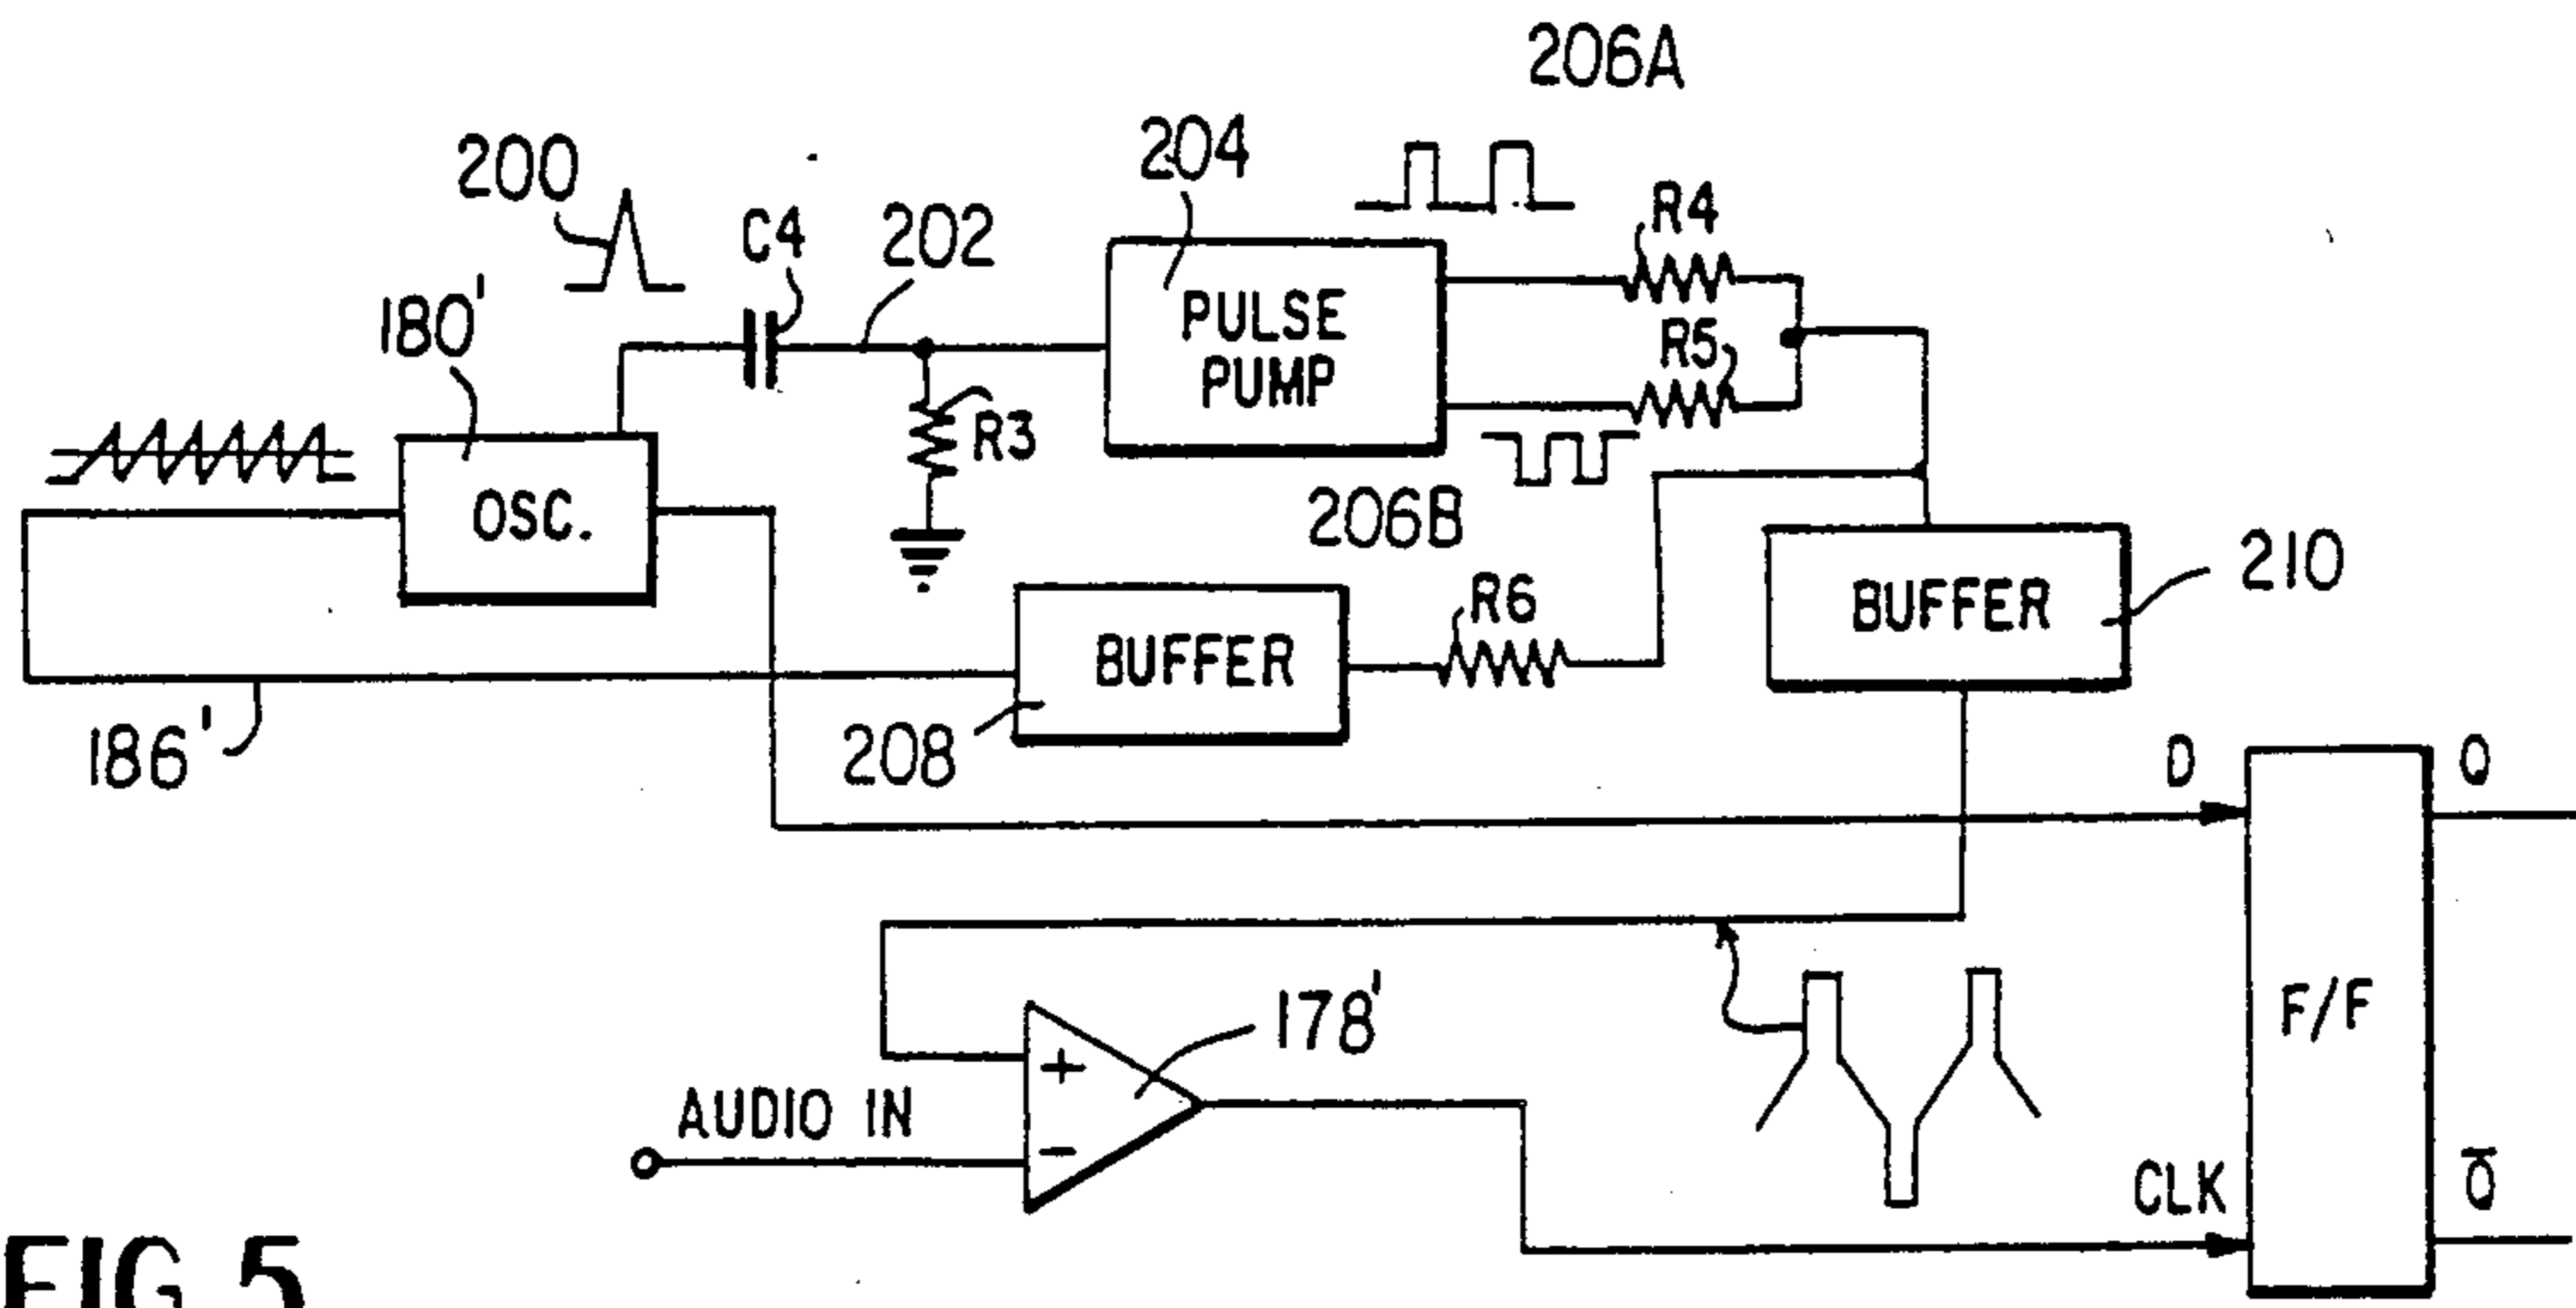 206A
200
204
C4
202
R4
180'
PULSE
PUMP
R5
R3
OSC.
206B
R6
BUFFER
210
BUFFER
186'
208
D
Q
178'
F/F
+
AUDIO IN
−
CLK
Q̅
FIG 5